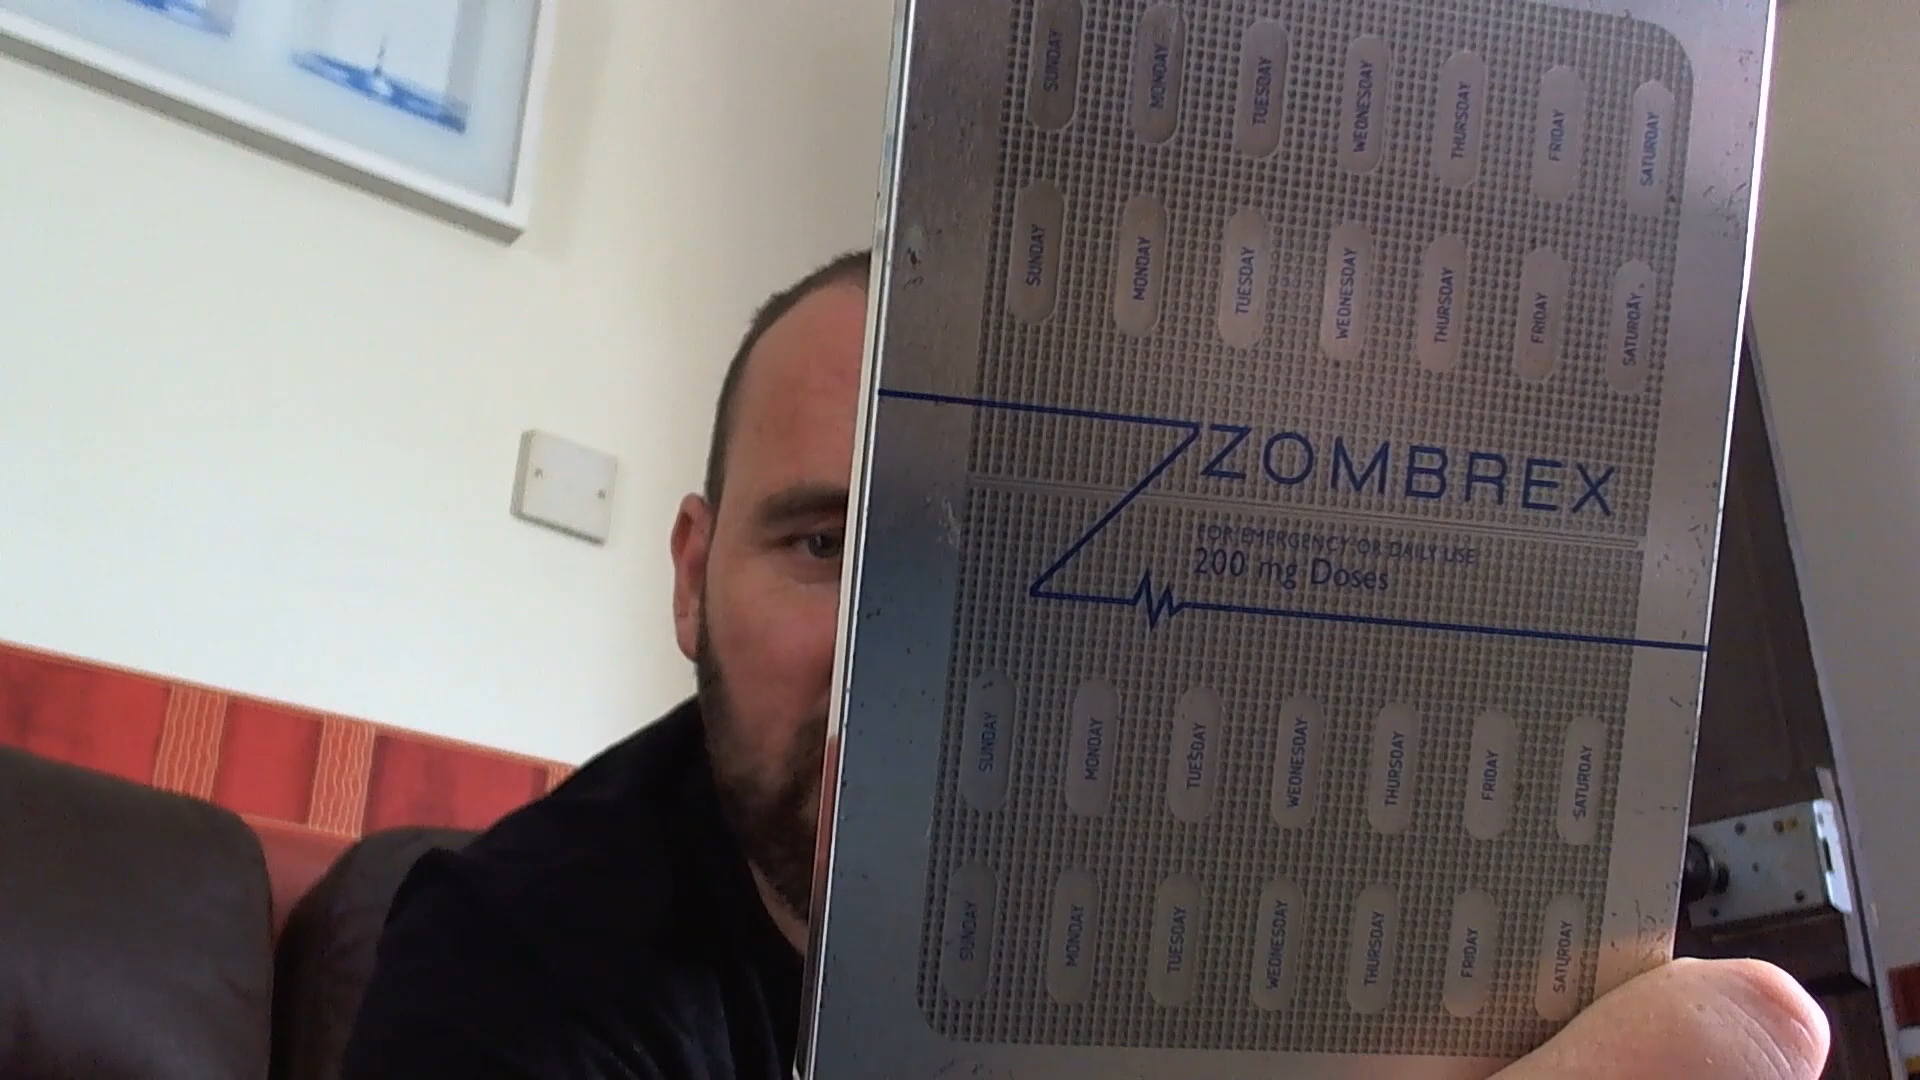 SUNDAY MONDAY TUESDAY WEDNESDAY THURSDAY FRIDAY SATURDAY
SUNDAY MONDAY TUESDAY WEDNESDAY THURSDAY FRIDAY SATURDAY
ZOMBREX
FOR EMERGENCY OR DAILY USE
200 mg Doses
SUNDAY MONDAY TUESDAY WEDNESDAY THURSDAY FRIDAY SATURDAY
SUNDAY MONDAY TUESDAY WEDNESDAY THURSDAY FRIDAY SATURDAY